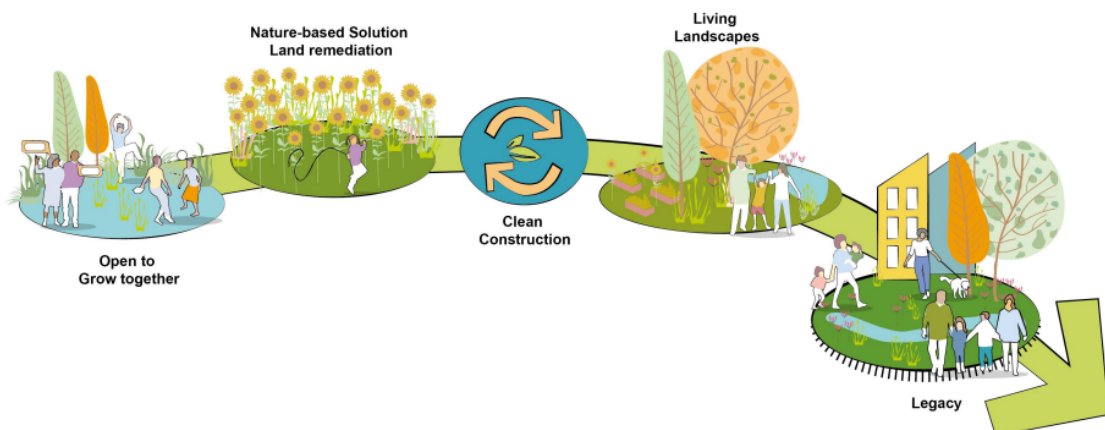 Open to
Grow together
Nature-based Solution
Land remediation
Clean
Construction
Living
Landscapes
Legacy